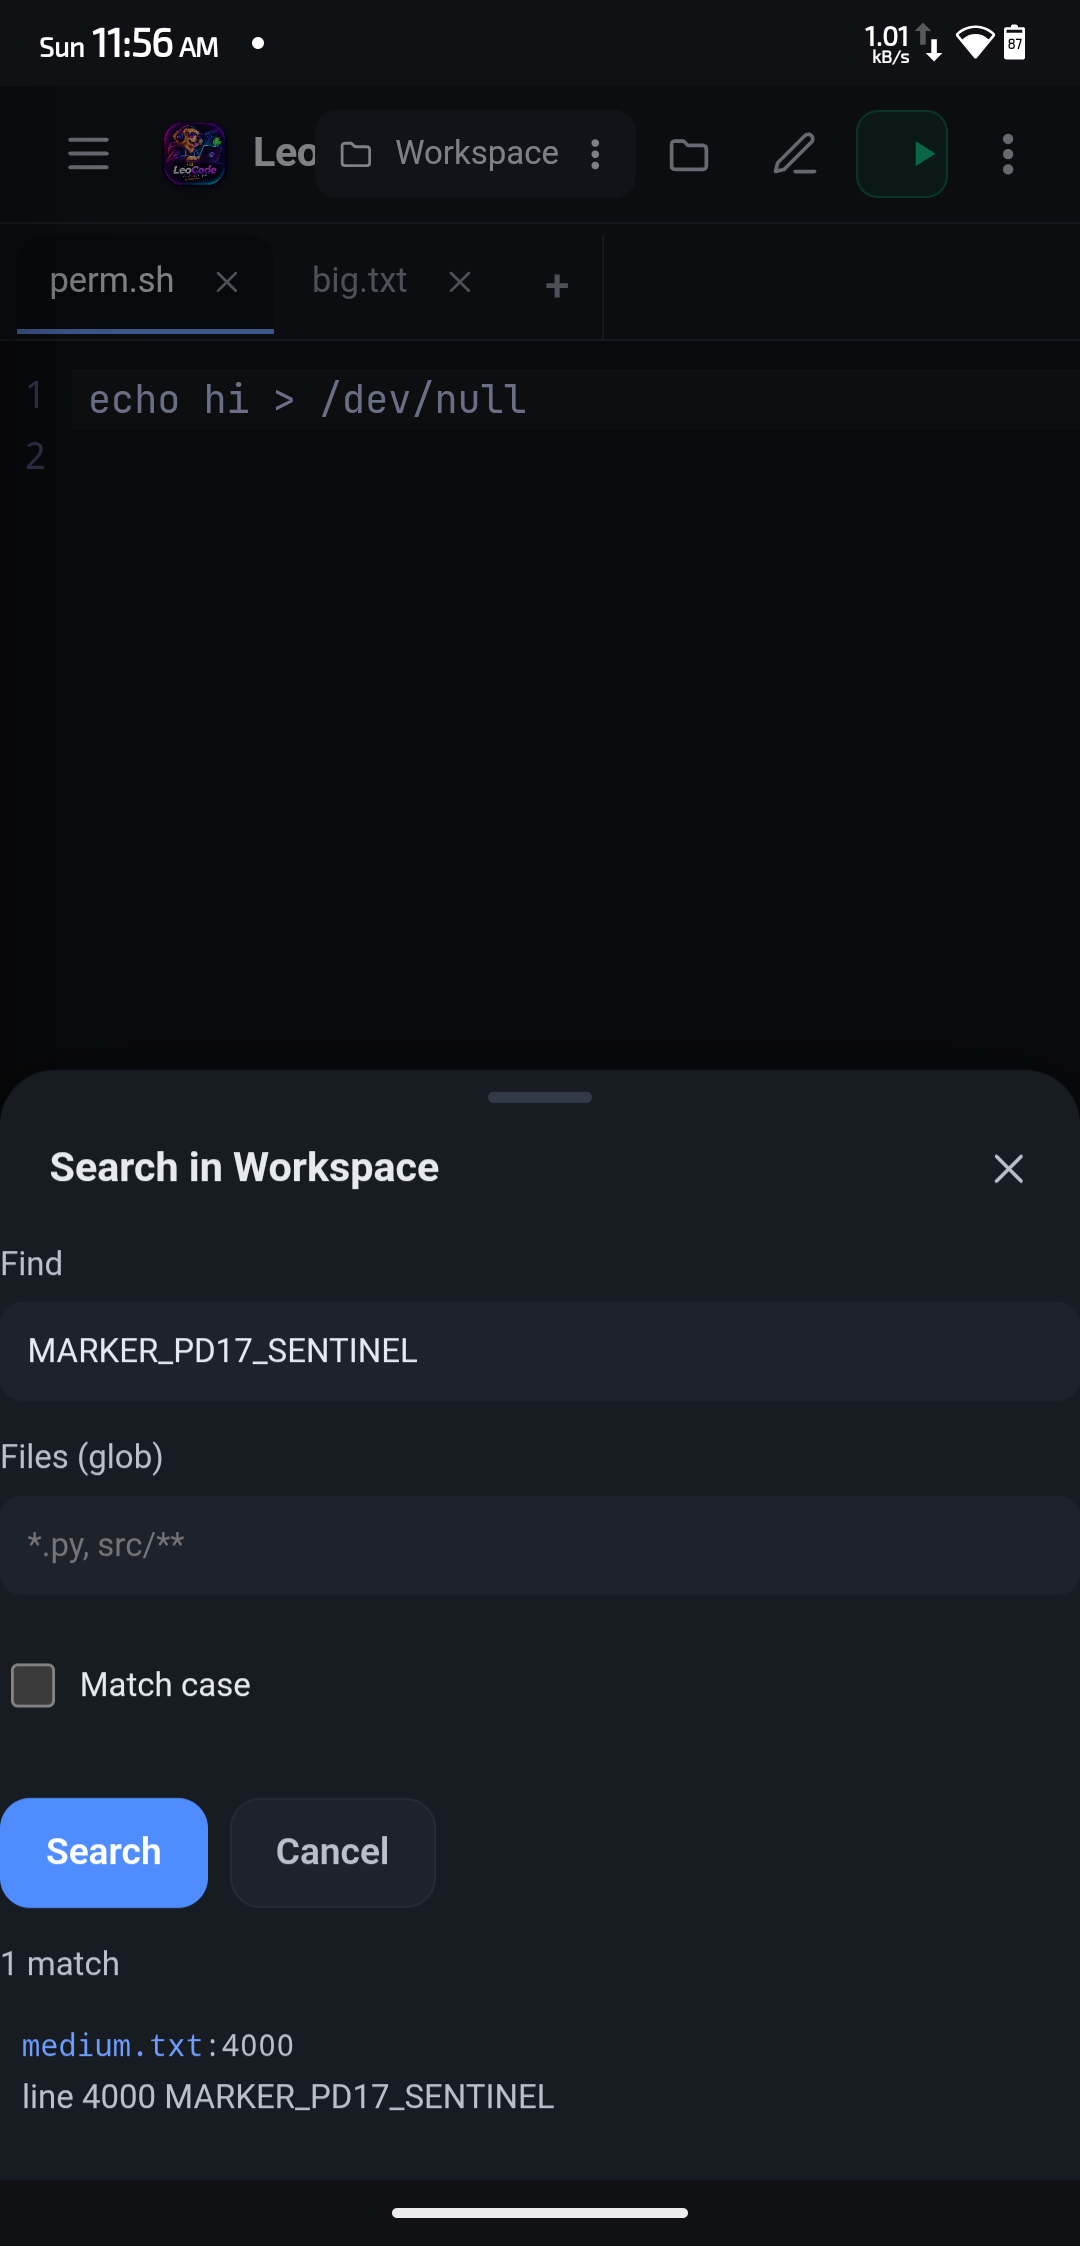 Sun 11:56 AM
1.01 kB/s
87
LeoCode
Leo
Workspace
perm.sh
big.txt
+
1 echo hi > /dev/null
2
Search in Workspace
Find
MARKER_PD17_SENTINEL
Files (glob)
*.py, src/**
Match case
Search
Cancel
1 match
medium.txt:4000
line 4000 MARKER_PD17_SENTINEL